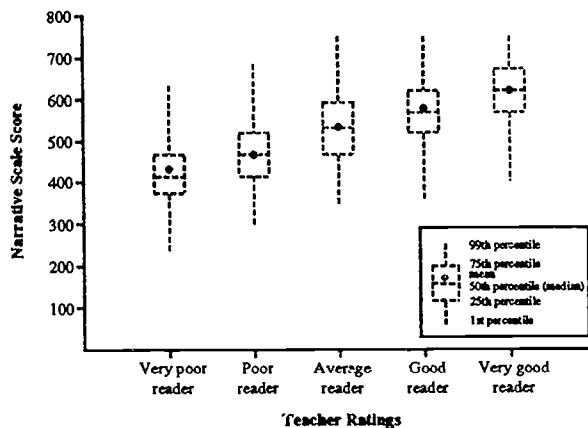 800
700
600
500
400
300
200
100
Narrative Scale Score
99th percentile
75th percentile
mean
50th percentile (median)
25th percentile
1st percentile
Very poor
reader
Poor
reader
Average
reader
Good
reader
Very good
reader
Teacher Ratings